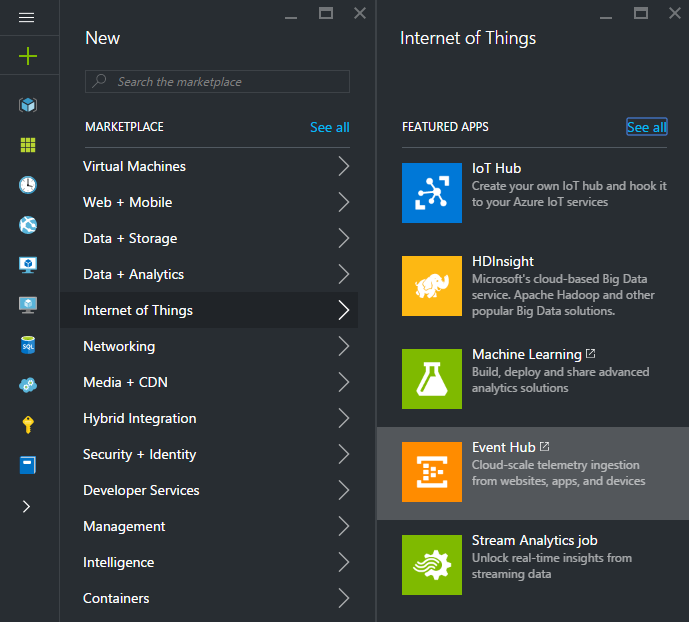 New
Search the marketplace
MARKETPLACE See all
Virtual Machines
Web + Mobile
Data + Storage
Data + Analytics
Internet of Things
Networking
Media + CDN
Hybrid Integration
Security + Identity
Developer Services
Management
Intelligence
Containers
Internet of Things
FEATURED APPS See all
IoT Hub
Create your own IoT hub and hook it
to your Azure IoT services
HDInsight
Microsoft's cloud-based Big Data
service. Apache Hadoop and other
popular Big Data solutions.
Machine Learning
Build, deploy and share advanced
analytics solutions
Event Hub
Cloud-scale telemetry ingestion
from websites, apps, and devices
Stream Analytics job
Unlock real-time insights from
streaming data
SQL